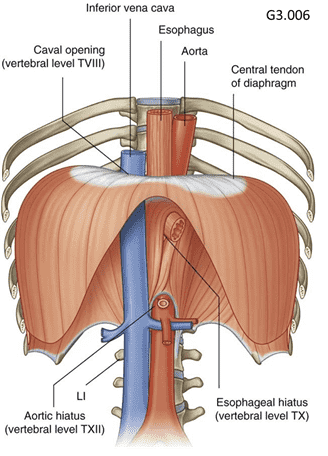 Inferior vena cava
G3.006
Esophagus
Caval opening
(vertebral level TVIII)
Aorta
Central tendon
of diaphragm
LI
Aortic hiatus
(vertebral level TXII)
Esophageal hiatus
(vertebral level TX)